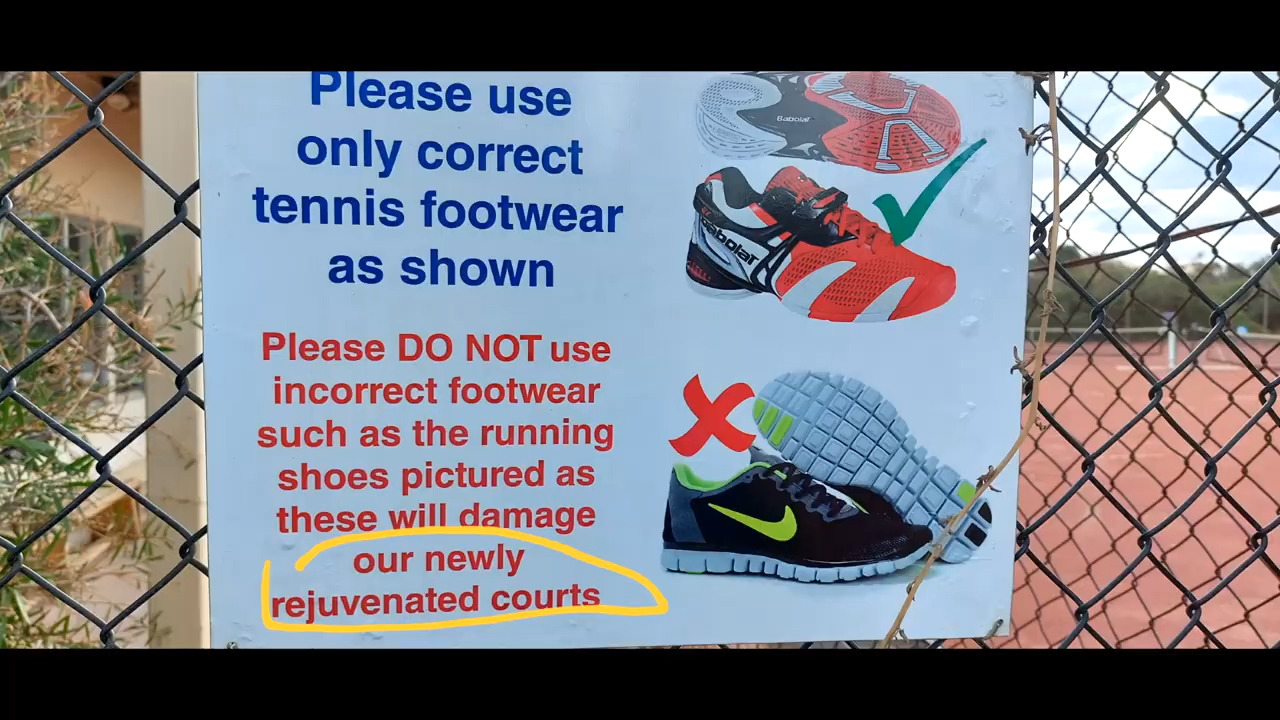 Please use
only correct
tennis footwear
as shown
Please DO NOT use
incorrect footwear
such as the running
shoes pictured as
these will damage
our newly
rejuvenated courts
Babolat
babolat